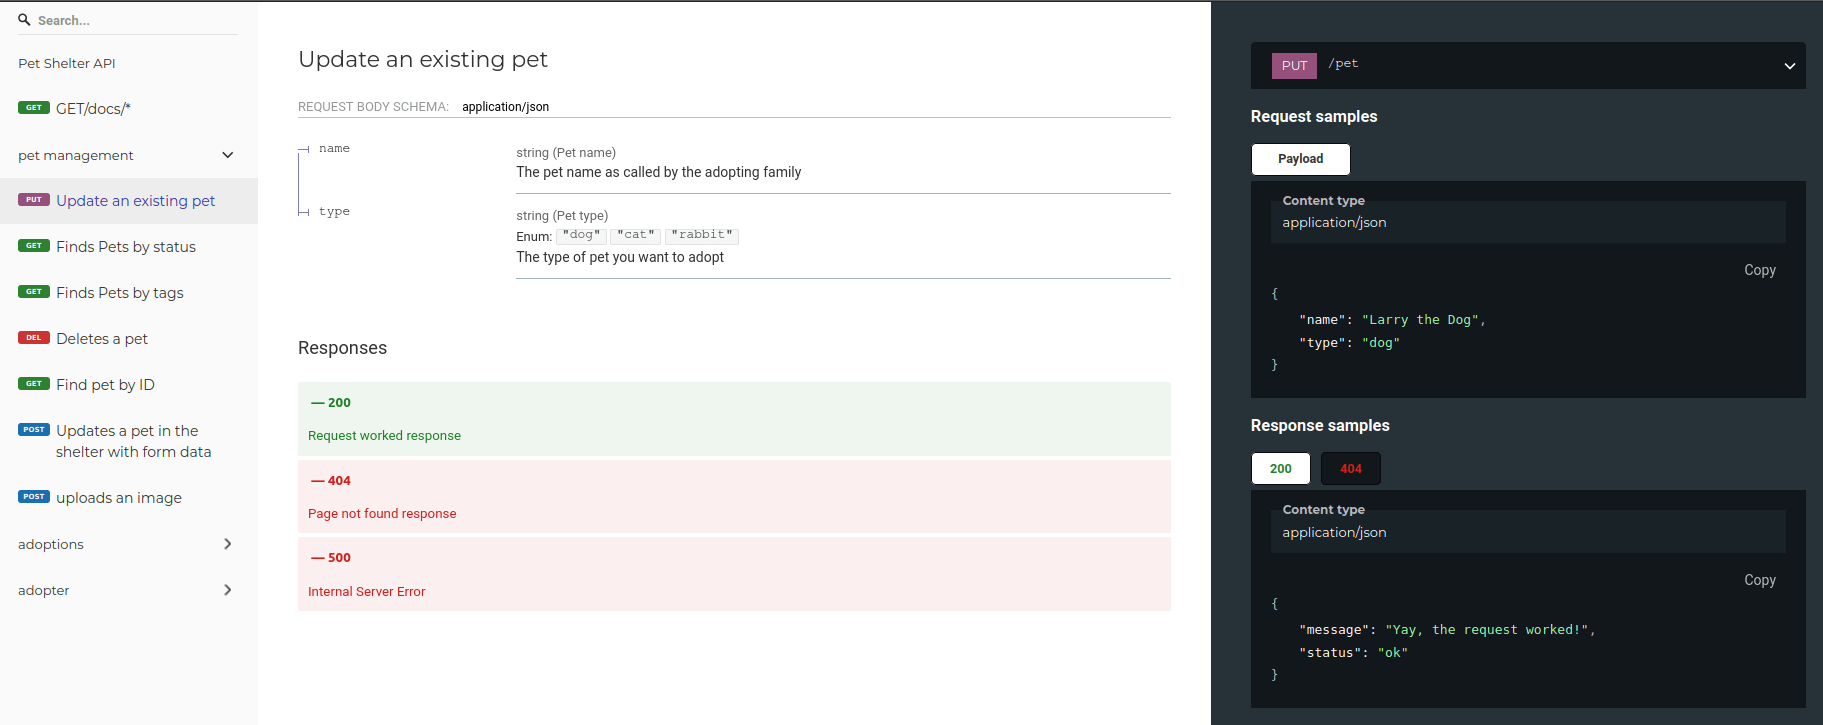 Search...
Pet Shelter API
GET GET/docs/*
pet management
PUT Update an existing pet
GET Finds Pets by status
GET Finds Pets by tags
DEL Deletes a pet
GET Find pet by ID
POST Updates a pet in the
shelter with form data
POST uploads an image
adoptions
adopter
Update an existing pet
REQUEST BODY SCHEMA: application/json
name
string (Pet name)
The pet name as called by the adopting family
type
string (Pet type)
Enum: "dog" "cat" "rabbit"
The type of pet you want to adopt
Responses
— 200
Request worked response
— 404
Page not found response
— 500
Internal Server Error
PUT /pet
Request samples
Payload
Content type
application/json
Copy
{
"name": "Larry the Dog",
"type": "dog"
}
Response samples
200 404
Content type
application/json
Copy
{
"message": "Yay, the request worked!",
"status": "ok"
}